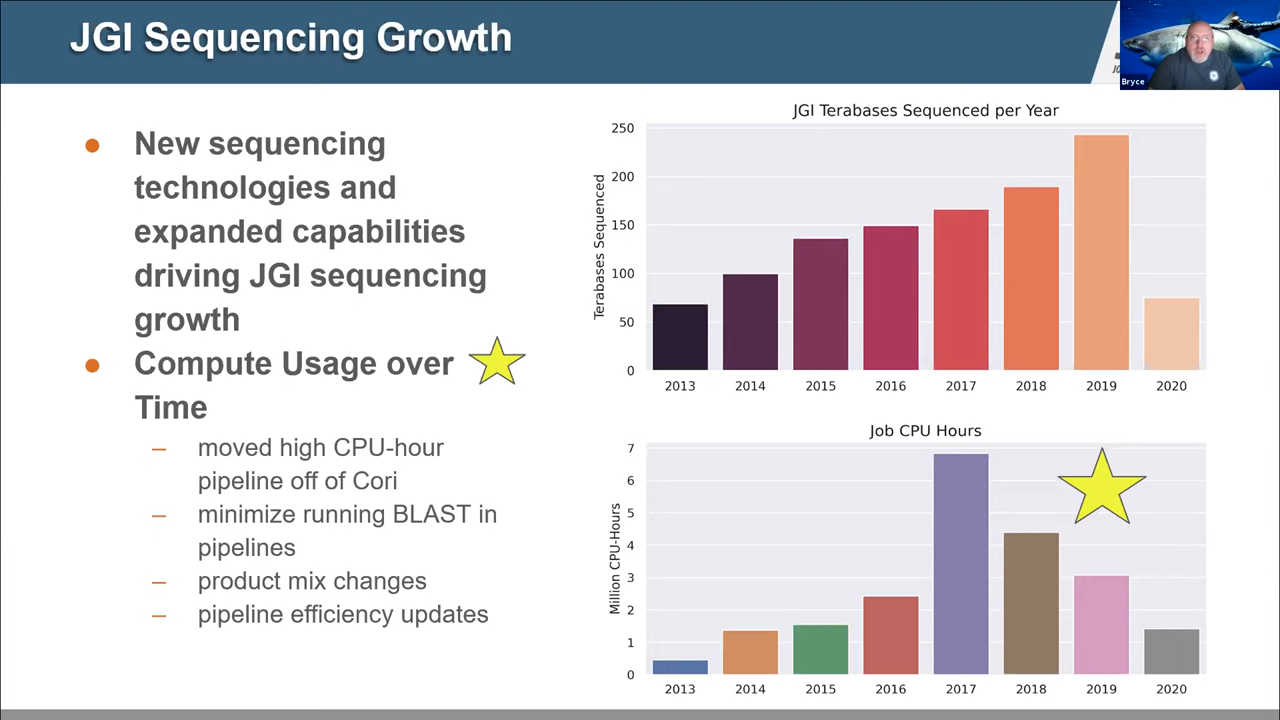 JGI Sequencing Growth
Bryce
New sequencing
technologies and
expanded capabilities
driving JGI sequencing
growth
Compute Usage over
Time
– moved high CPU-hour
pipeline off of Cori
– minimize running BLAST in
pipelines
– product mix changes
– pipeline efficiency updates
JGI Terabases Sequenced per Year
Terabases Sequenced
250
200
150
100
50
0
2013 2014 2015 2016 2017 2018 2019 2020
Job CPU Hours
Million CPU-Hours
7
6
5
4
3
2
1
0
2013 2014 2015 2016 2017 2018 2019 2020